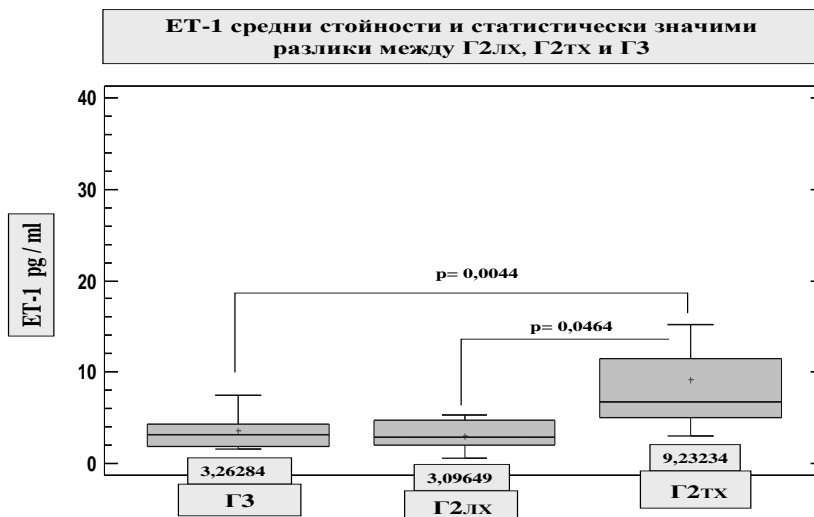 ET-1 средни стойности и статистически значими
разлики между Г2лх, Г2тх и Г3
40
30
20
10
0
ET-1 pg / ml
p= 0,0044
p= 0,0464
3,26284
3,09649
9,23234
Г3
Г2лх
Г2тх